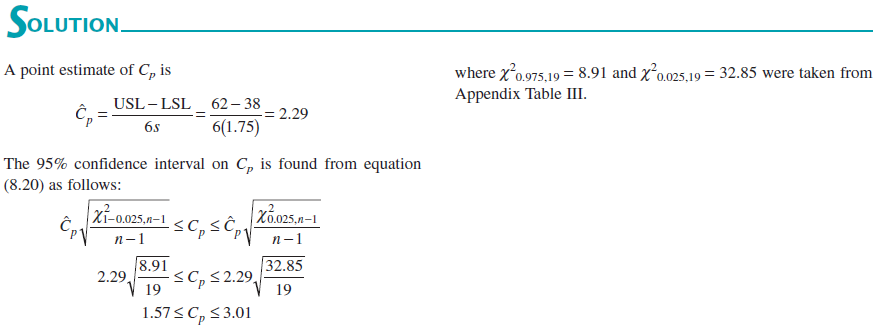 SOLUTION
A point estimate of Cₚ is
Ĉₚ = (USL – LSL)/6s = (62 – 38)/6(1.75) = 2.29
The 95% confidence interval on Cₚ is found from equation
(8.20) as follows:
Ĉₚ√(χ²₁₋₀.₀₂₅,ₙ₋₁/(n – 1)) ≤ Cₚ ≤ Ĉₚ√(χ²₀.₀₂₅,ₙ₋₁/(n – 1))
2.29√(8.91/19) ≤ Cₚ ≤ 2.29√(32.85/19)
1.57 ≤ Cₚ ≤ 3.01
where χ²₀.₉₇₅,₁₉ = 8.91 and χ²₀.₀₂₅,₁₉ = 32.85 were taken from
Appendix Table III.